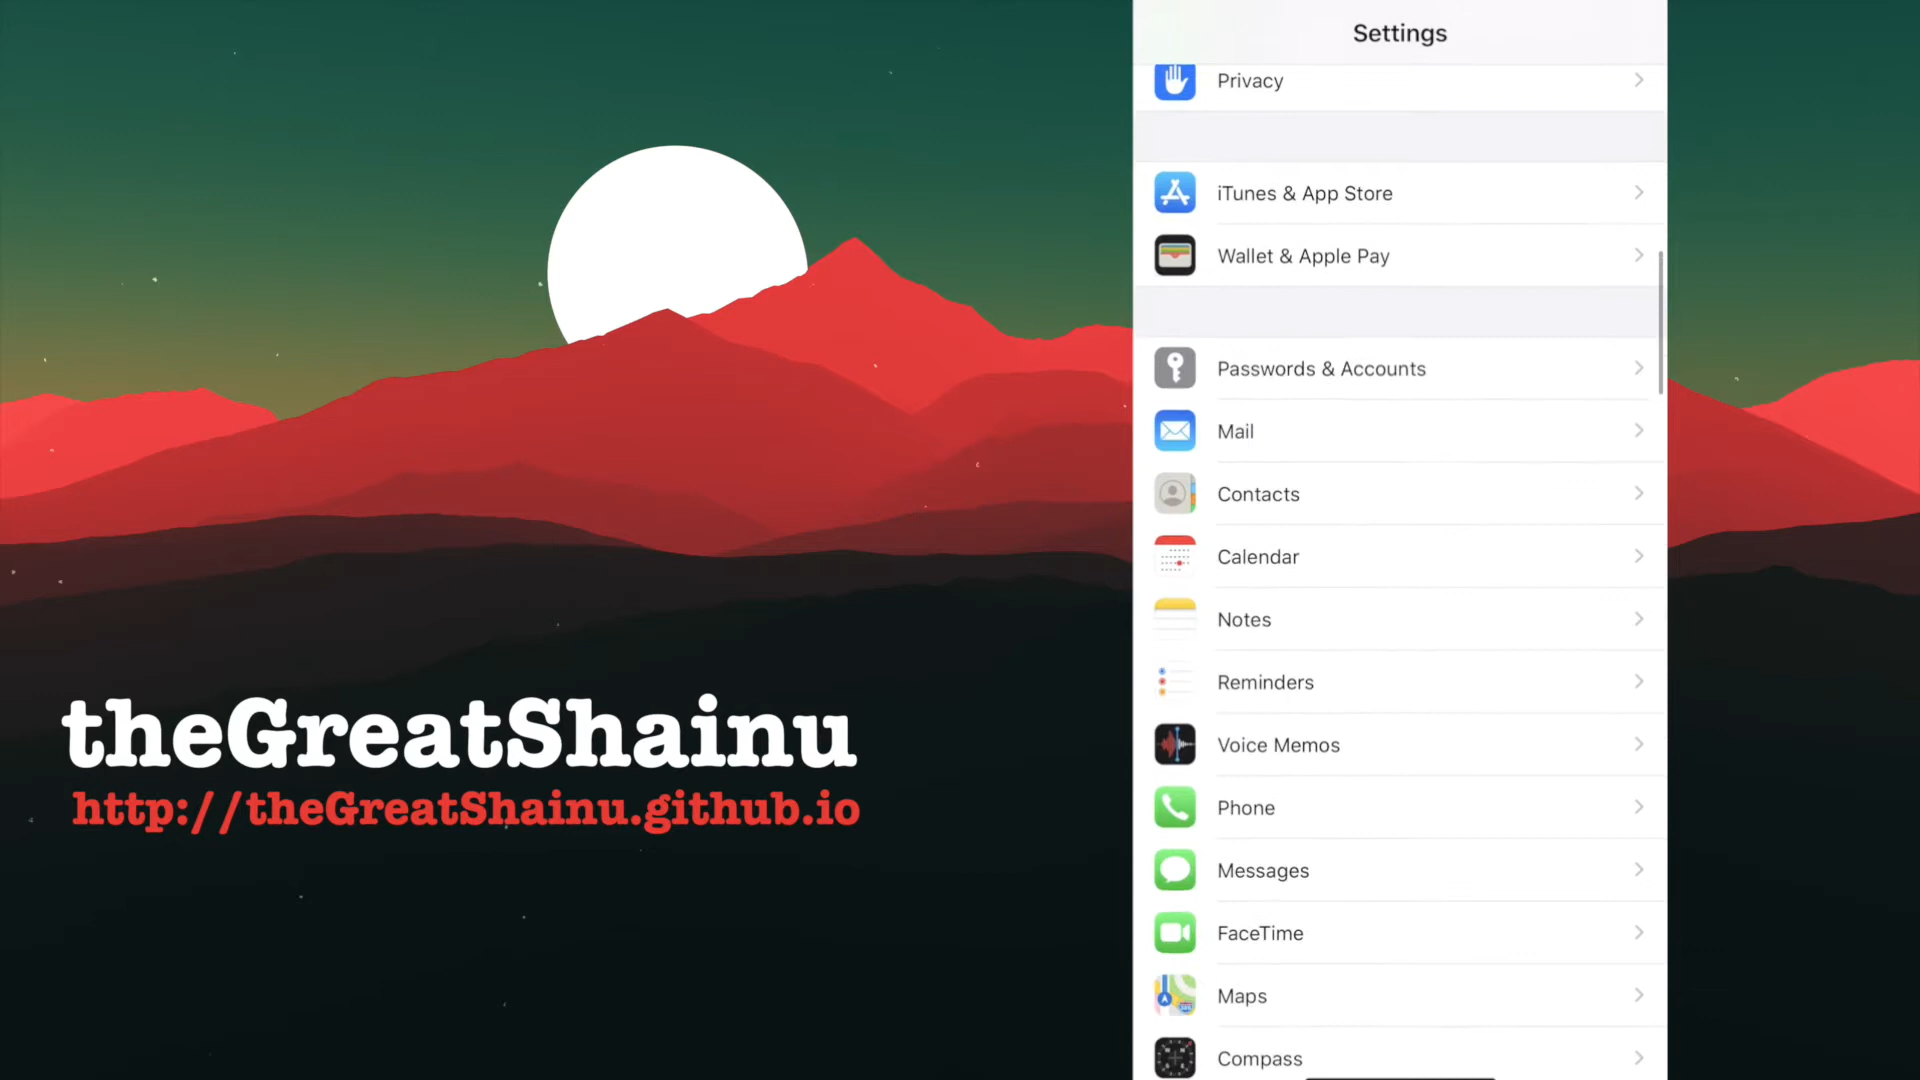 theGreatShainu
http://theGreatShainu.github.io
Settings
Privacy
iTunes & App Store
Wallet & Apple Pay
Passwords & Accounts
Mail
Contacts
Calendar
Notes
Reminders
Voice Memos
Phone
Messages
FaceTime
Maps
Compass